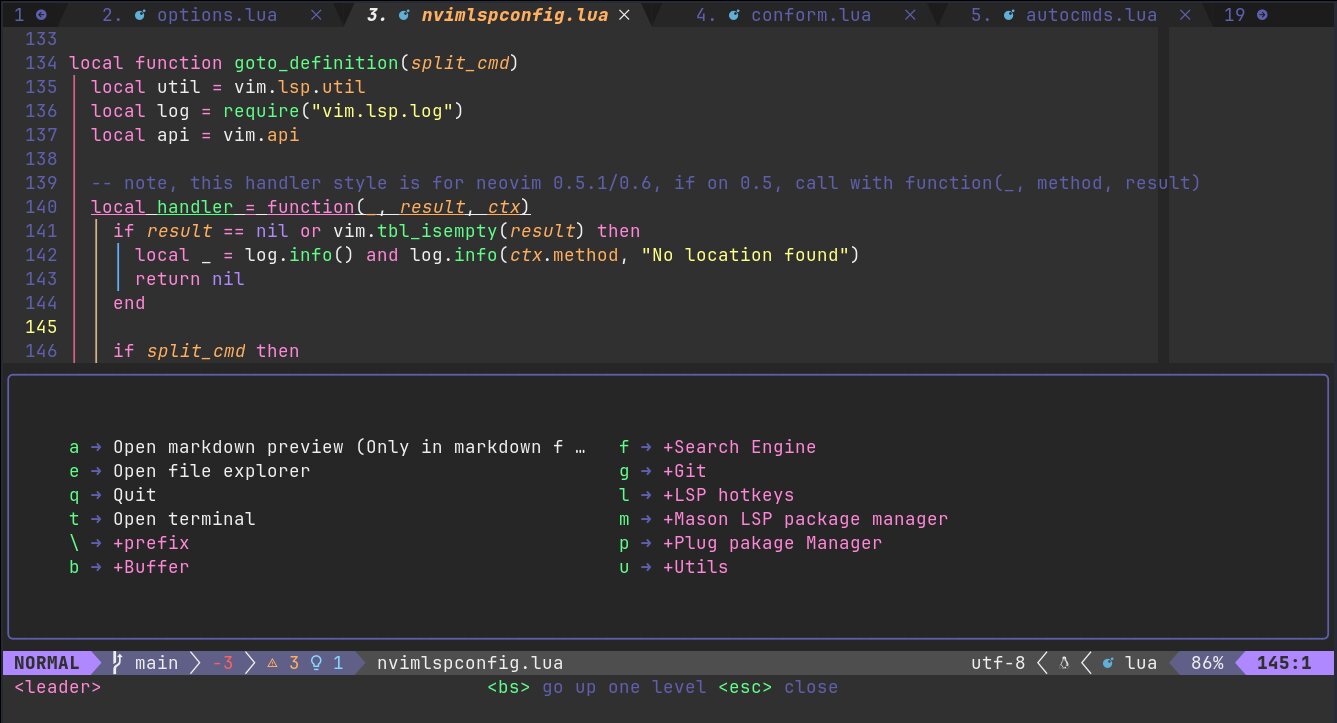 1 2. options.lua × 3. nvimlspconfig.lua × 4. conform.lua × 5. autocmds.lua × 19
133
134 local function goto_definition(split_cmd)
135 local util = vim.lsp.util
136 local log = require("vim.lsp.log")
137 local api = vim.api
138
139 -- note, this handler style is for neovim 0.5.1/0.6, if on 0.5, call with function(_, method, result)
140 local handler = function(_, result, ctx)
141 if result == nil or vim.tbl_isempty(result) then
142 local _ = log.info() and log.info(ctx.method, "No location found")
143 return nil
144 end
145
146 if split_cmd then
a → Open markdown preview (Only in markdown f … f → +Search Engine
e → Open file explorer g → +Git
q → Quit l → +LSP hotkeys
t → Open terminal m → +Mason LSP package manager
\ → +prefix p → +Plug pakage Manager
b → +Buffer u → +Utils
NORMAL main -3 3 1 nvimlspconfig.lua utf-8 lua 86% 145:1
<leader> <bs> go up one level <esc> close